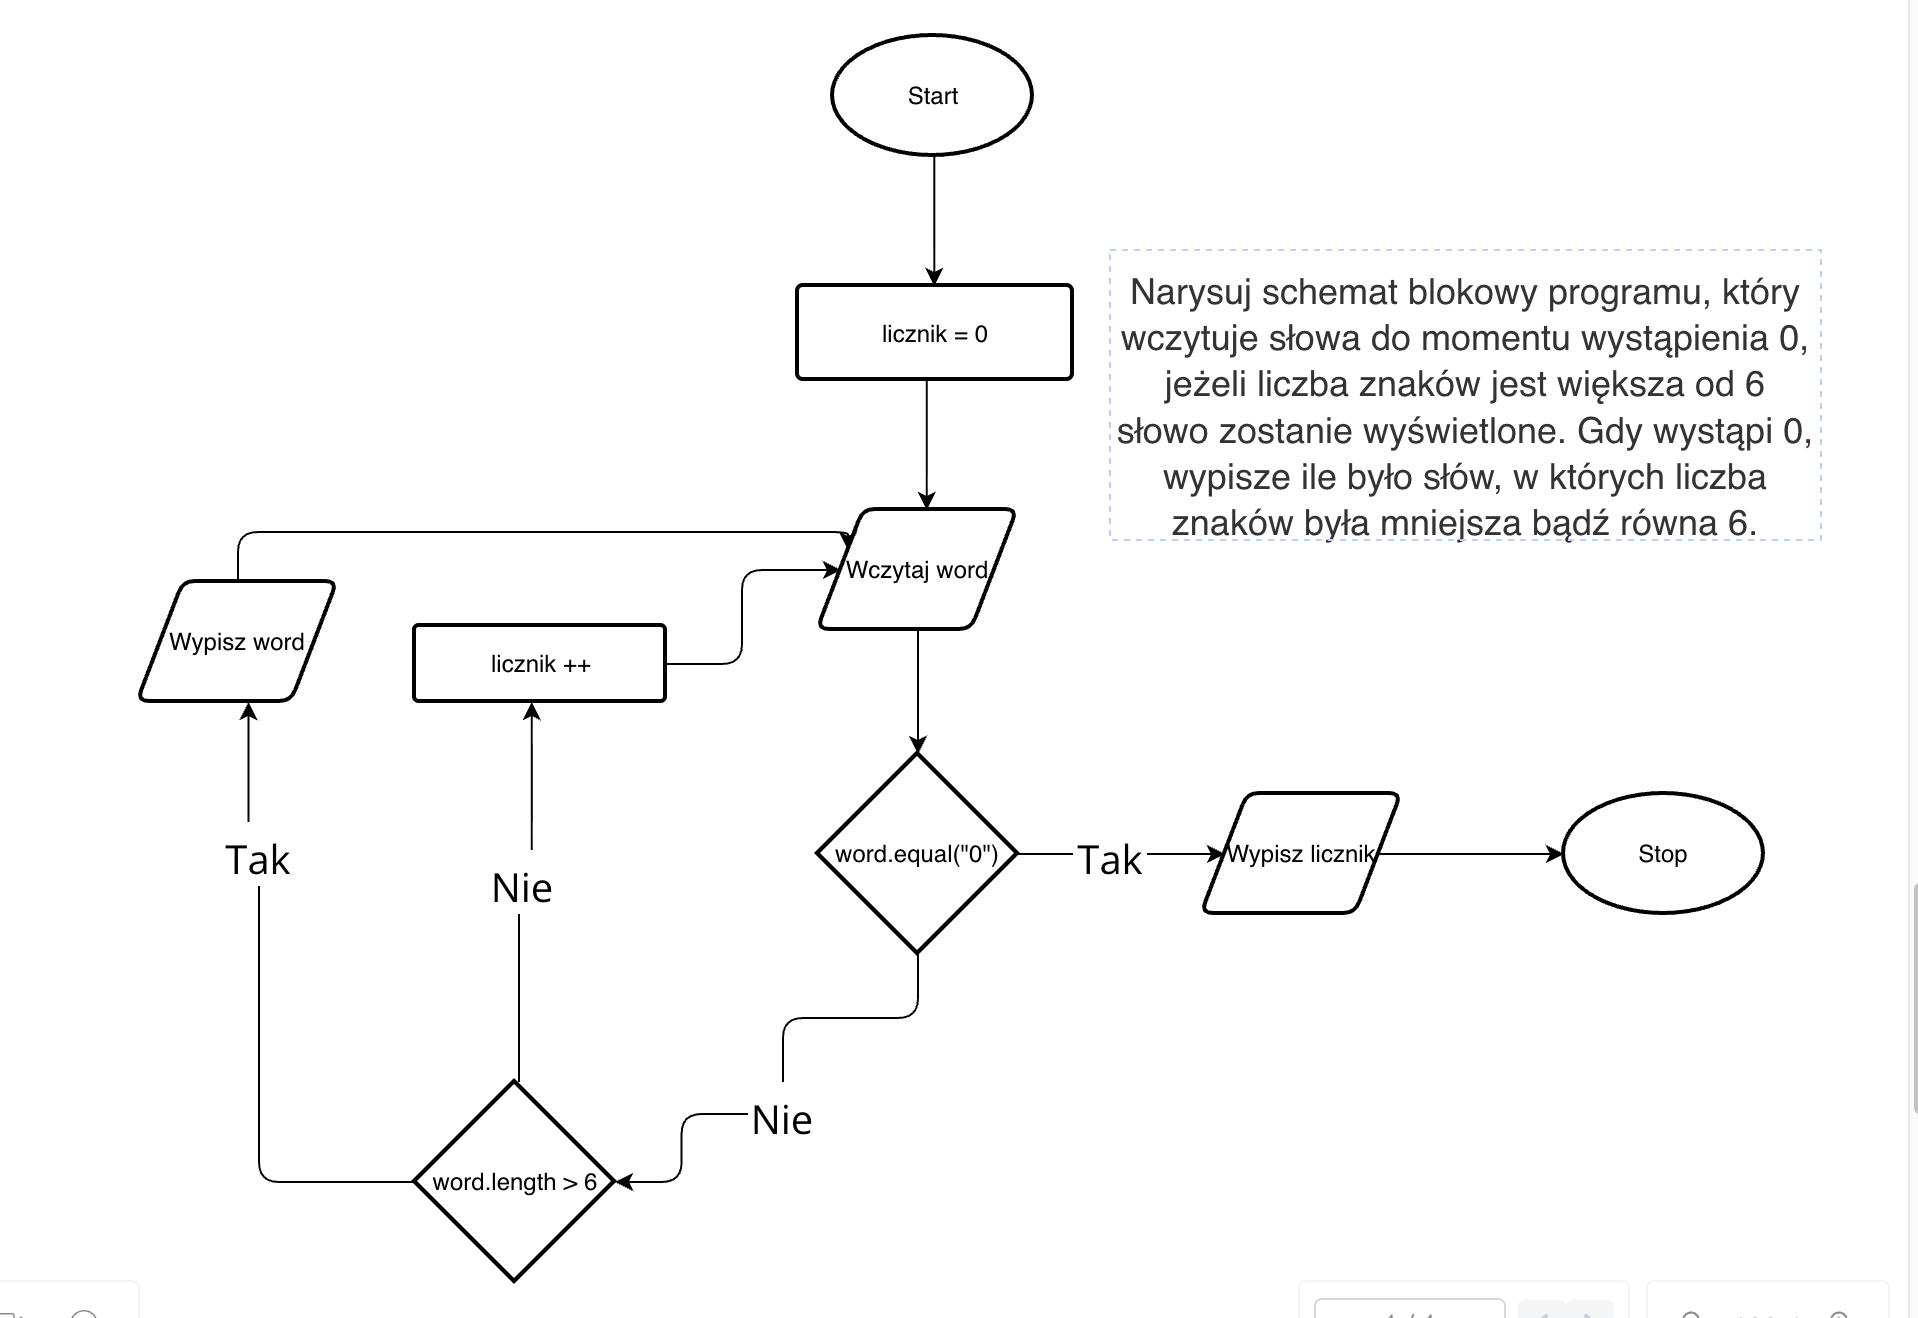 Start
licznik = 0
Narysuj schemat blokowy programu, który
wczytuje słowa do momentu wystąpienia 0,
jeżeli liczba znaków jest większa od 6
słowo zostanie wyświetlone. Gdy wystąpi 0,
wypisze ile było słów, w których liczba
znaków była mniejsza bądź równa 6.
Wczytaj word
Wypisz word
licznik ++
word.equal("0")
Tak
Wypisz licznik
Stop
Tak
Nie
Nie
word.length > 6